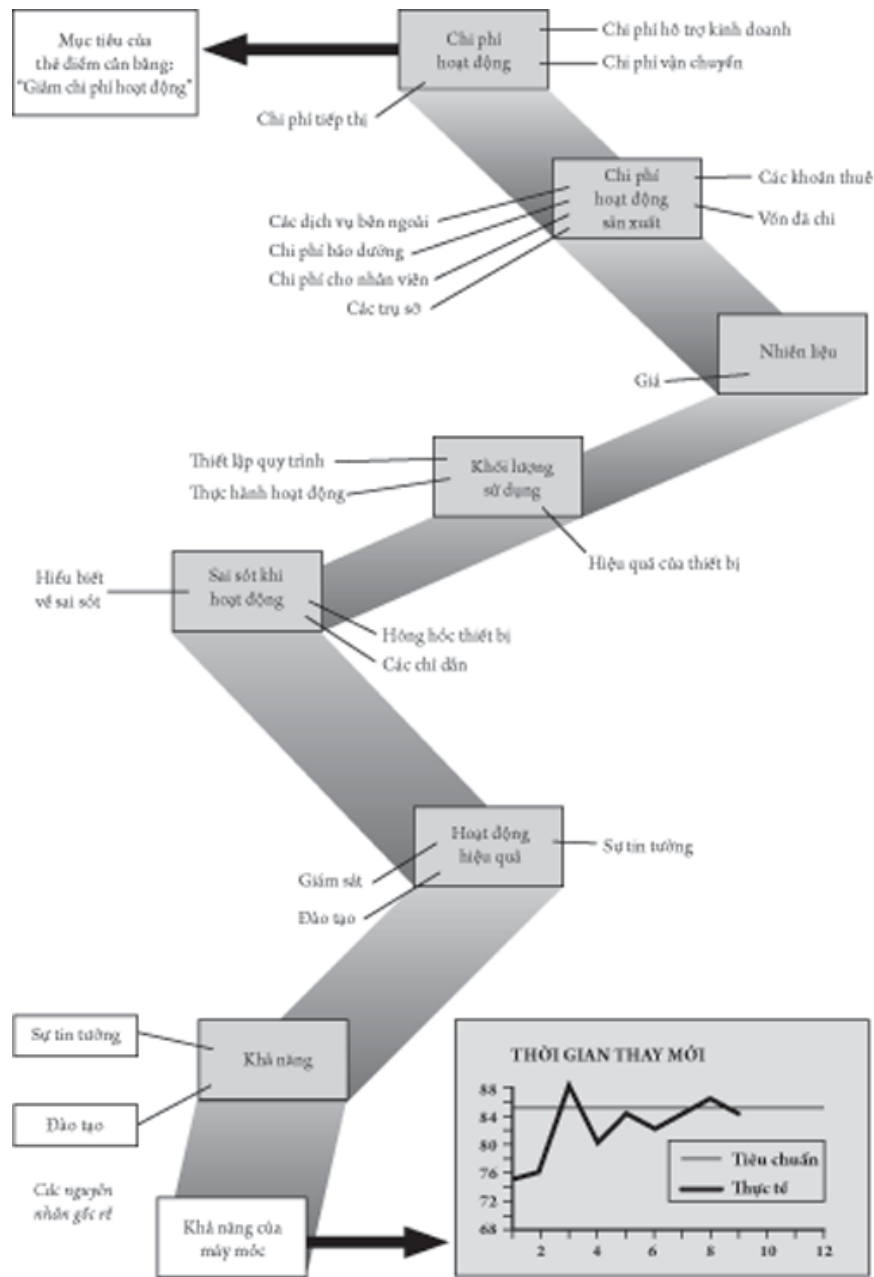 Mục tiêu của
thẻ điểm cân bằng:
"Giảm chi phí hoạt động"
Chi phí
hoạt động
Chi phí hỗ trợ kinh doanh
Chi phí vận chuyển
Chi phí tiếp thị
Chi phí
hoạt động
sản xuất
Các khoản thuê
Vốn đã chi
Các dịch vụ bên ngoài
Chi phí bảo dưỡng
Chi phí cho nhân viên
Các trụ sở
Nhiên liệu
Giá
Thiết lập quy trình
Thực hành hoạt động
Khối lượng
sử dụng
Hiệu quả của thiết bị
Hiểu biết
về sai sót
Sai sót khi
hoạt động
Hỏng hóc thiết bị
Các chỉ dẫn
Hoạt động
hiệu quả
Sự tin tưởng
Giám sát
Đào tạo
Sự tin tưởng
Khả năng
Đào tạo
Các nguyên
nhân gốc rễ
Khả năng của
máy móc
THỜI GIAN THAY MỚI
88
84
80
76
72
68
2 4 6 8 10 12
Tiêu chuẩn
Thực tế